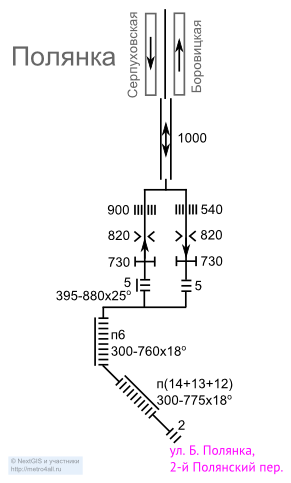 Полянка
Серпуховская
Боровицкая
1000
900
540
820
820
730
730
5
5
395-880x25°
п6
300-760x18°
п(14+13+12)
300-775x18°
2
ул. Б. Полянка,
2-й Полянский пер.
© NextGIS и участники
http://metro4all.ru